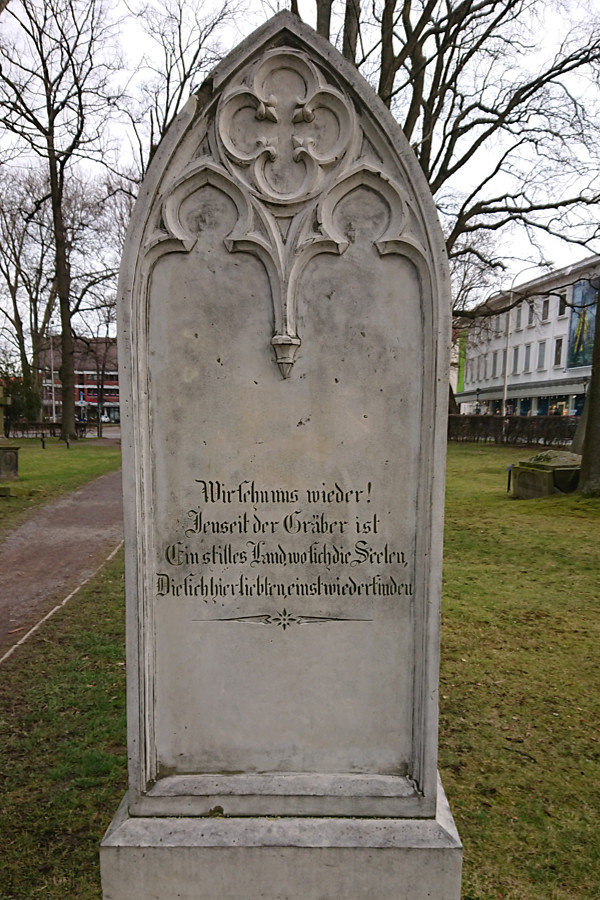 Wir sehn uns wieder!
Jenseit der Gräber ist
Ein stilles Land wo sich die Seelen,
Die sich hier liebten, einst wiederfinden